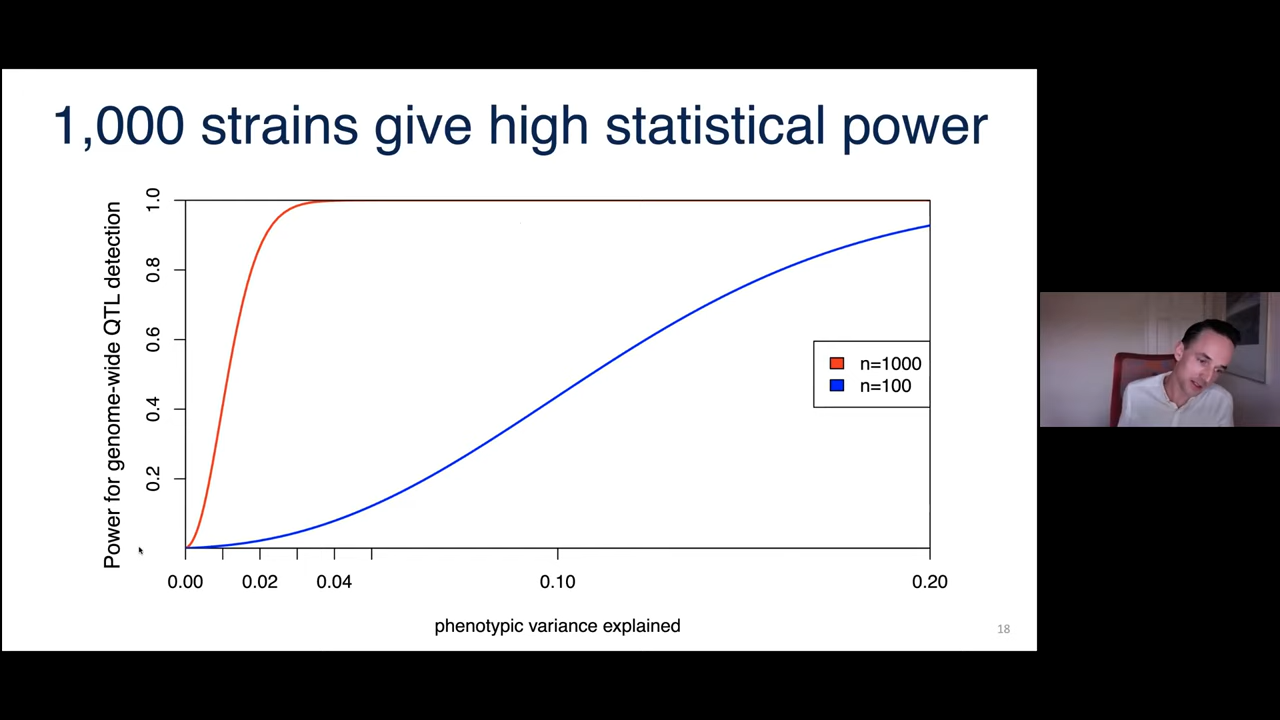 1,000 strains give high statistical power
Power for genome-wide QTL detection
1.0
0.8
0.6
0.4
0.2
n=1000
n=100
0.00 0.02 0.04 0.10 0.20
phenotypic variance explained
18